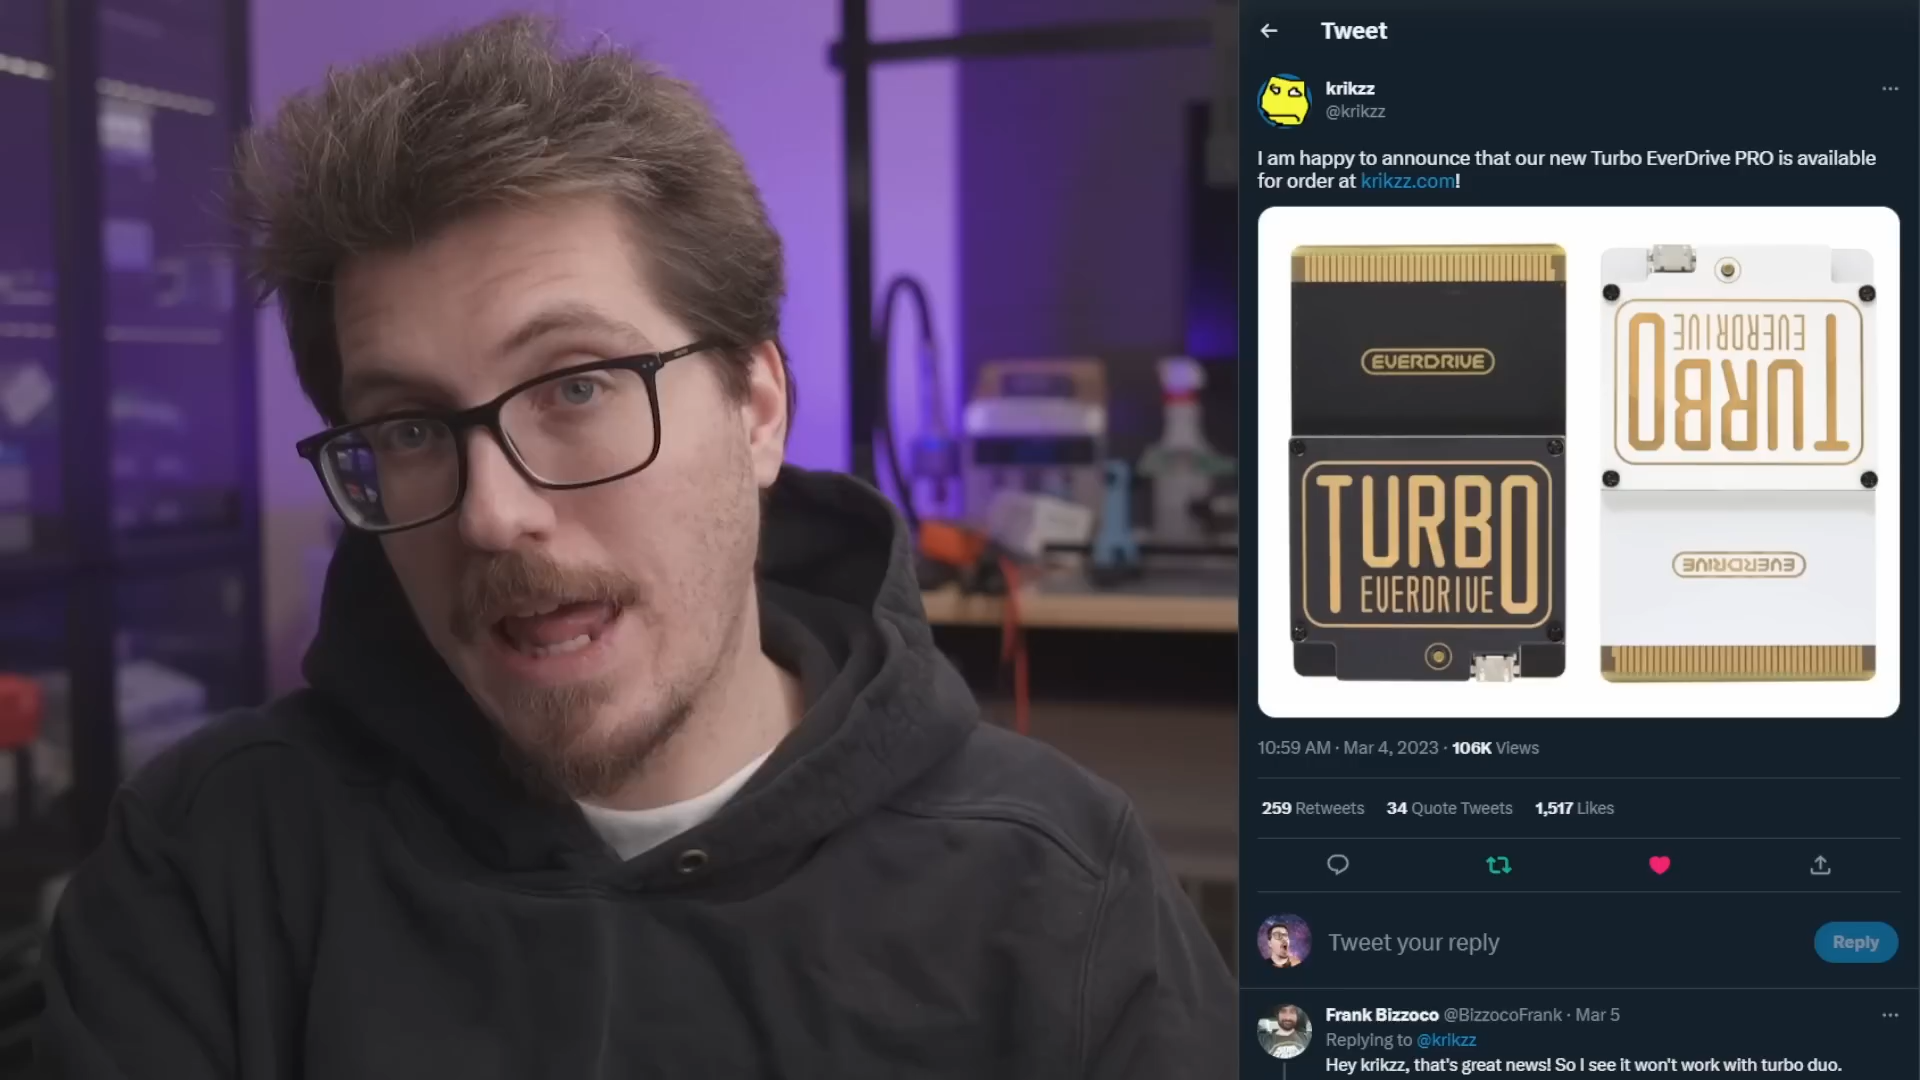 Tweet
krikzz
@krikzz
I am happy to announce that our new Turbo EverDrive PRO is available
for order at krikzz.com!
EVERDRIVE
TURBO
EVERDRIVE
TURBO
EVERDRIVE
EVERDRIVE
10:59 AM · Mar 4, 2023 · 106K Views
259 Retweets 34 Quote Tweets 1,517 Likes
Tweet your reply
Reply
Frank Bizzoco @BizzocoFrank · Mar 5
Replying to @krikzz
Hey krikzz, that's great news! So I see it won't work with turbo duo.